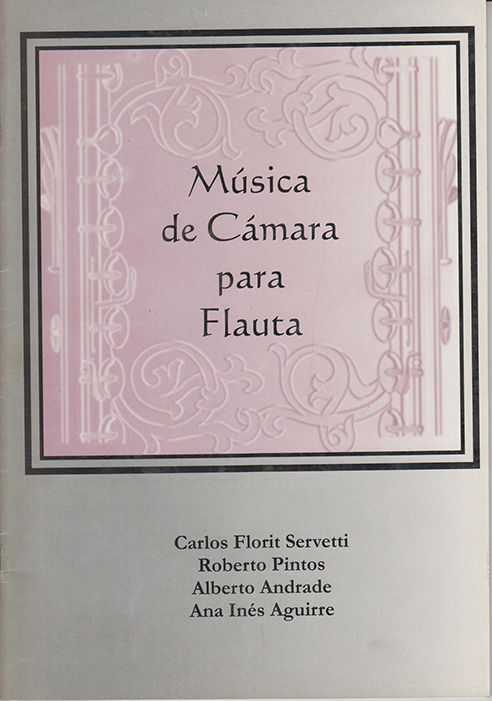 Música
de Cámara
para
Flauta
Carlos Florit Servetti
Roberto Pintos
Alberto Andrade
Ana Inés Aguirre